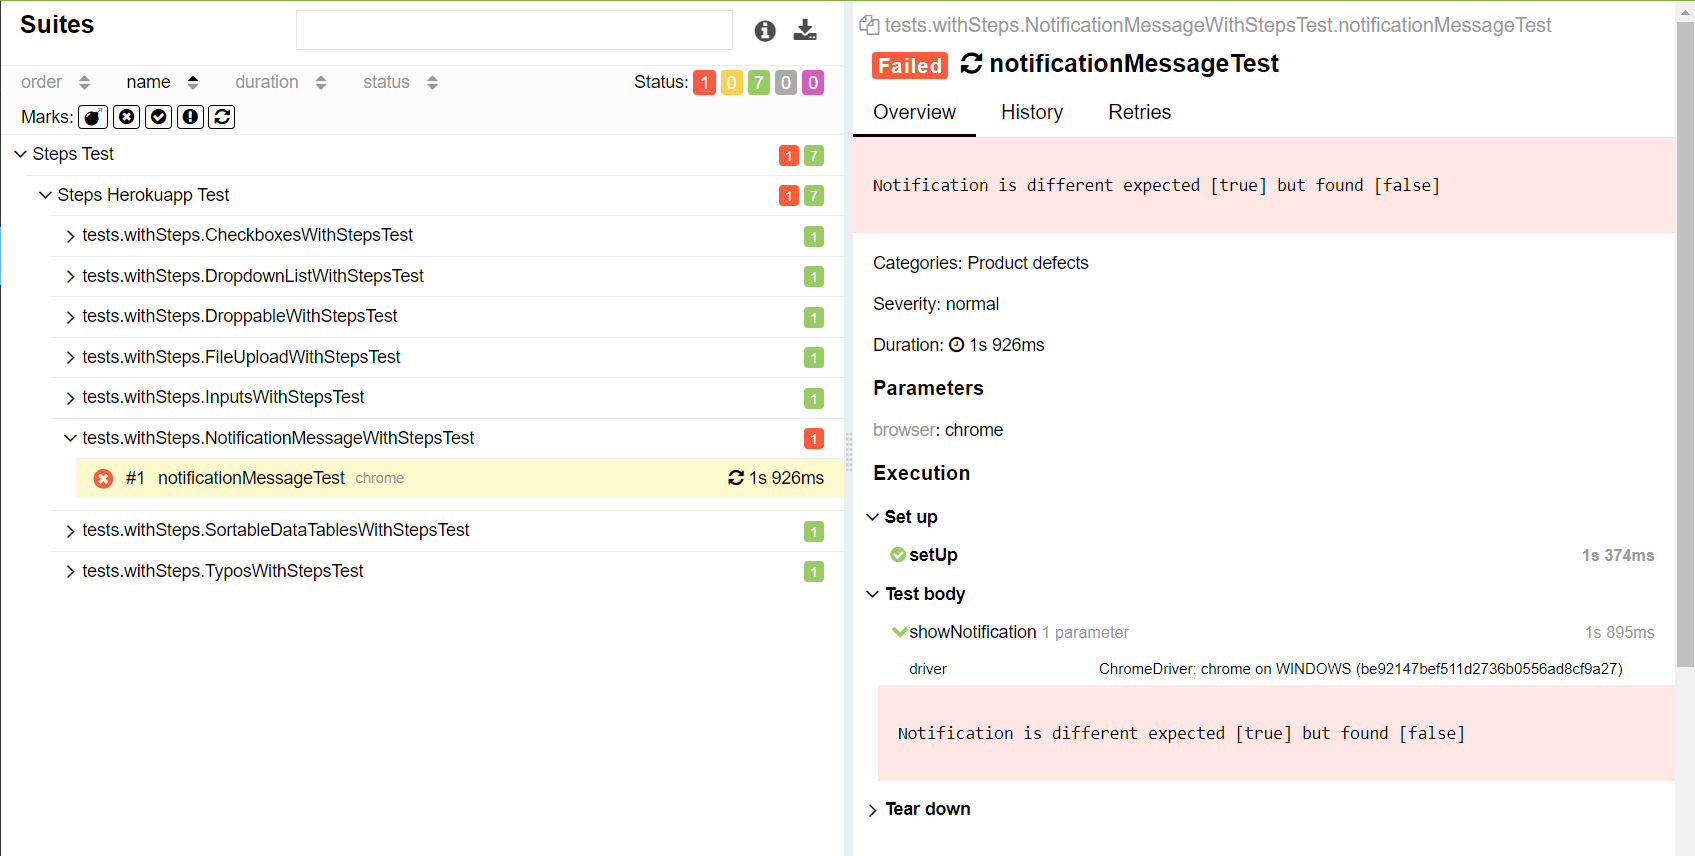 Suites
order name duration status Status: 1 0 7 0 0
Marks:
Steps Test 1 7
Steps Herokuapp Test 1 7
tests.withSteps.CheckboxesWithStepsTest 1
tests.withSteps.DropdownListWithStepsTest 1
tests.withSteps.DroppableWithStepsTest 1
tests.withSteps.FileUploadWithStepsTest 1
tests.withSteps.InputsWithStepsTest 1
tests.withSteps.NotificationMessageWithStepsTest 1
#1 notificationMessageTest chrome 1s 926ms
tests.withSteps.SortableDataTablesWithStepsTest 1
tests.withSteps.TyposWithStepsTest 1
tests.withSteps.NotificationMessageWithStepsTest.notificationMessageTest
Failed notificationMessageTest
Overview History Retries
Notification is different expected [true] but found [false]
Categories: Product defects
Severity: normal
Duration: 1s 926ms
Parameters
browser: chrome
Execution
Set up
setUp 1s 374ms
Test body
showNotification 1 parameter 1s 895ms
driver ChromeDriver: chrome on WINDOWS (be92147bef511d2736b0556ad8cf9a27)
Notification is different expected [true] but found [false]
Tear down